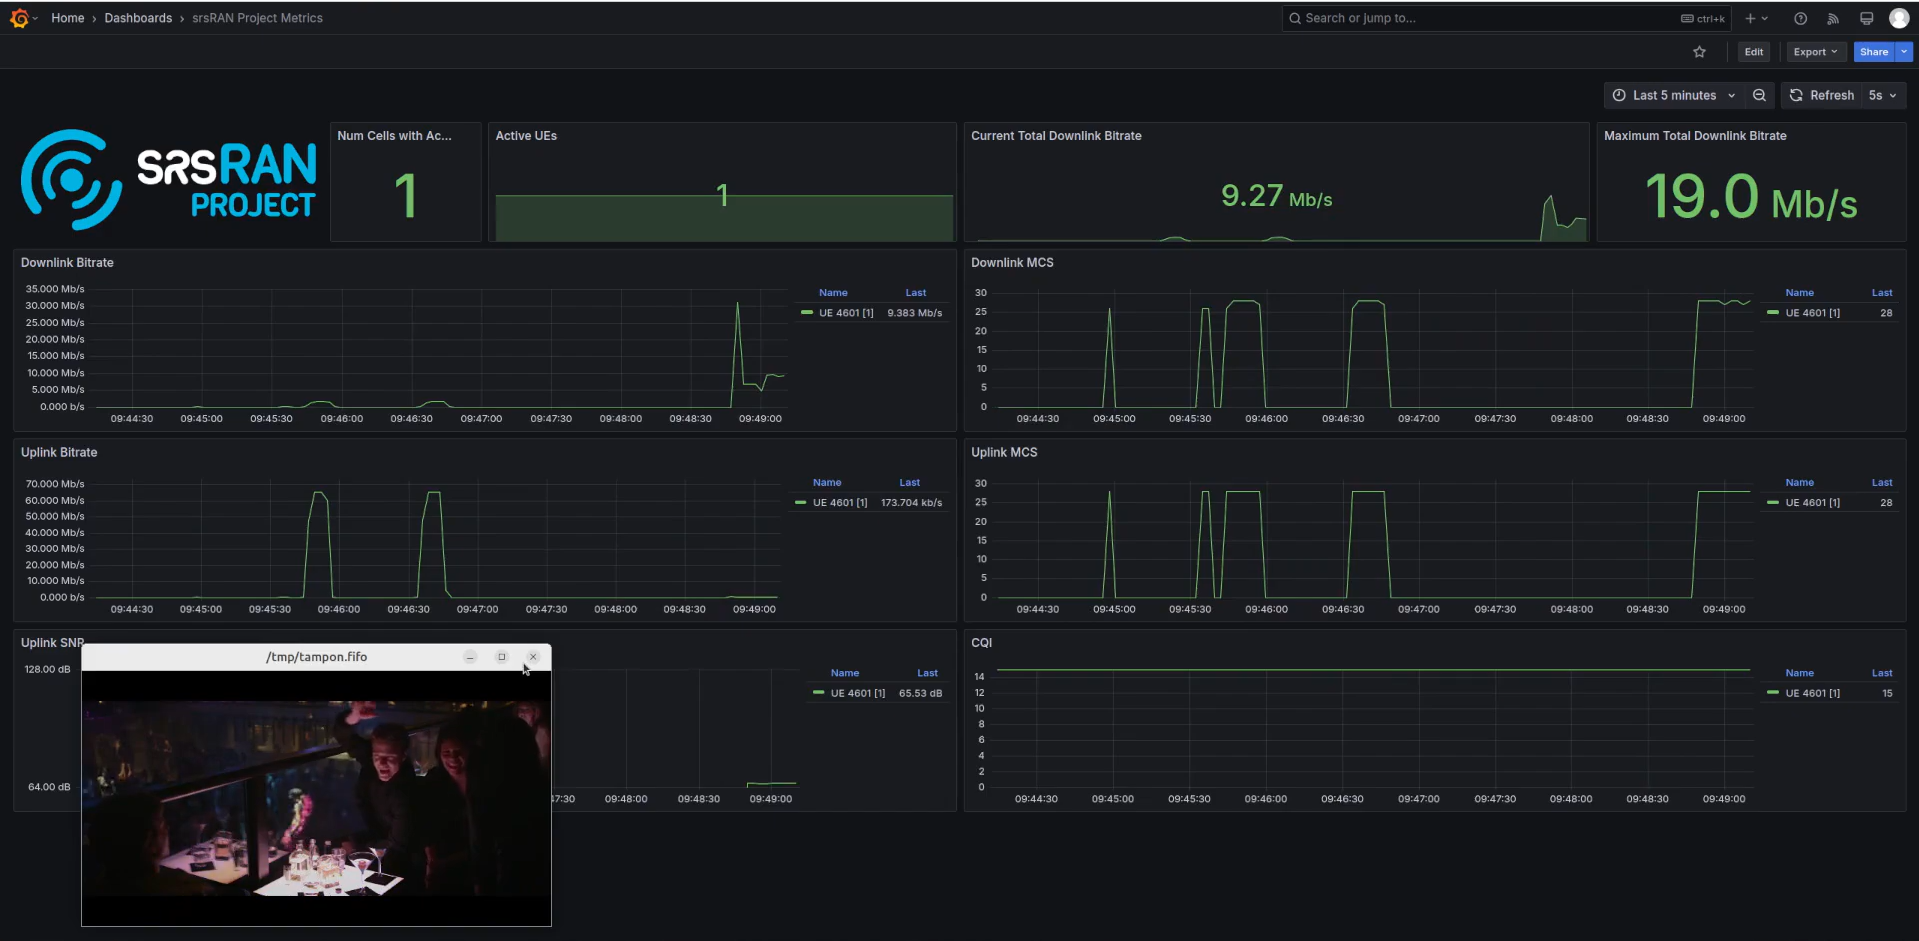 Home › Dashboards › srsRAN Project Metrics
Search or jump to...
ctrl+k
Edit
Export
Share
Last 5 minutes
Refresh
5s
srsRAN
PROJECT
Num Cells with Ac...
1
Active UEs
1
Current Total Downlink Bitrate
9.27 Mb/s
Maximum Total Downlink Bitrate
19.0 Mb/s
Downlink Bitrate
35.000 Mb/s
30.000 Mb/s
25.000 Mb/s
20.000 Mb/s
15.000 Mb/s
10.000 Mb/s
5.000 Mb/s
0.000 b/s
09:44:30 09:45:00 09:45:30 09:46:00 09:46:30 09:47:00 09:47:30 09:48:00 09:48:30 09:49:00
Name Last
UE 4601 [1] 9.383 Mb/s
Downlink MCS
30
25
20
15
10
5
0
09:44:30 09:45:00 09:45:30 09:46:00 09:46:30 09:47:00 09:47:30 09:48:00 09:48:30 09:49:00
Name Last
UE 4601 [1] 28
Uplink Bitrate
70.000 Mb/s
60.000 Mb/s
50.000 Mb/s
40.000 Mb/s
30.000 Mb/s
20.000 Mb/s
10.000 Mb/s
0.000 b/s
09:44:30 09:45:00 09:45:30 09:46:00 09:46:30 09:47:00 09:47:30 09:48:00 09:48:30 09:49:00
Name Last
UE 4601 [1] 173.704 kb/s
Uplink MCS
30
25
20
15
10
5
0
09:44:30 09:45:00 09:45:30 09:46:00 09:46:30 09:47:00 09:47:30 09:48:00 09:48:30 09:49:00
Name Last
UE 4601 [1] 28
Uplink SNR
128.00 dB
64.00 dB
/tmp/tampon.fifo
7:30 09:48:00 09:48:30 09:49:00
Name Last
UE 4601 [1] 65.53 dB
CQI
14
12
10
8
6
4
2
0
09:44:30 09:45:00 09:45:30 09:46:00 09:46:30 09:47:00 09:47:30 09:48:00 09:48:30 09:49:00
Name Last
UE 4601 [1] 15